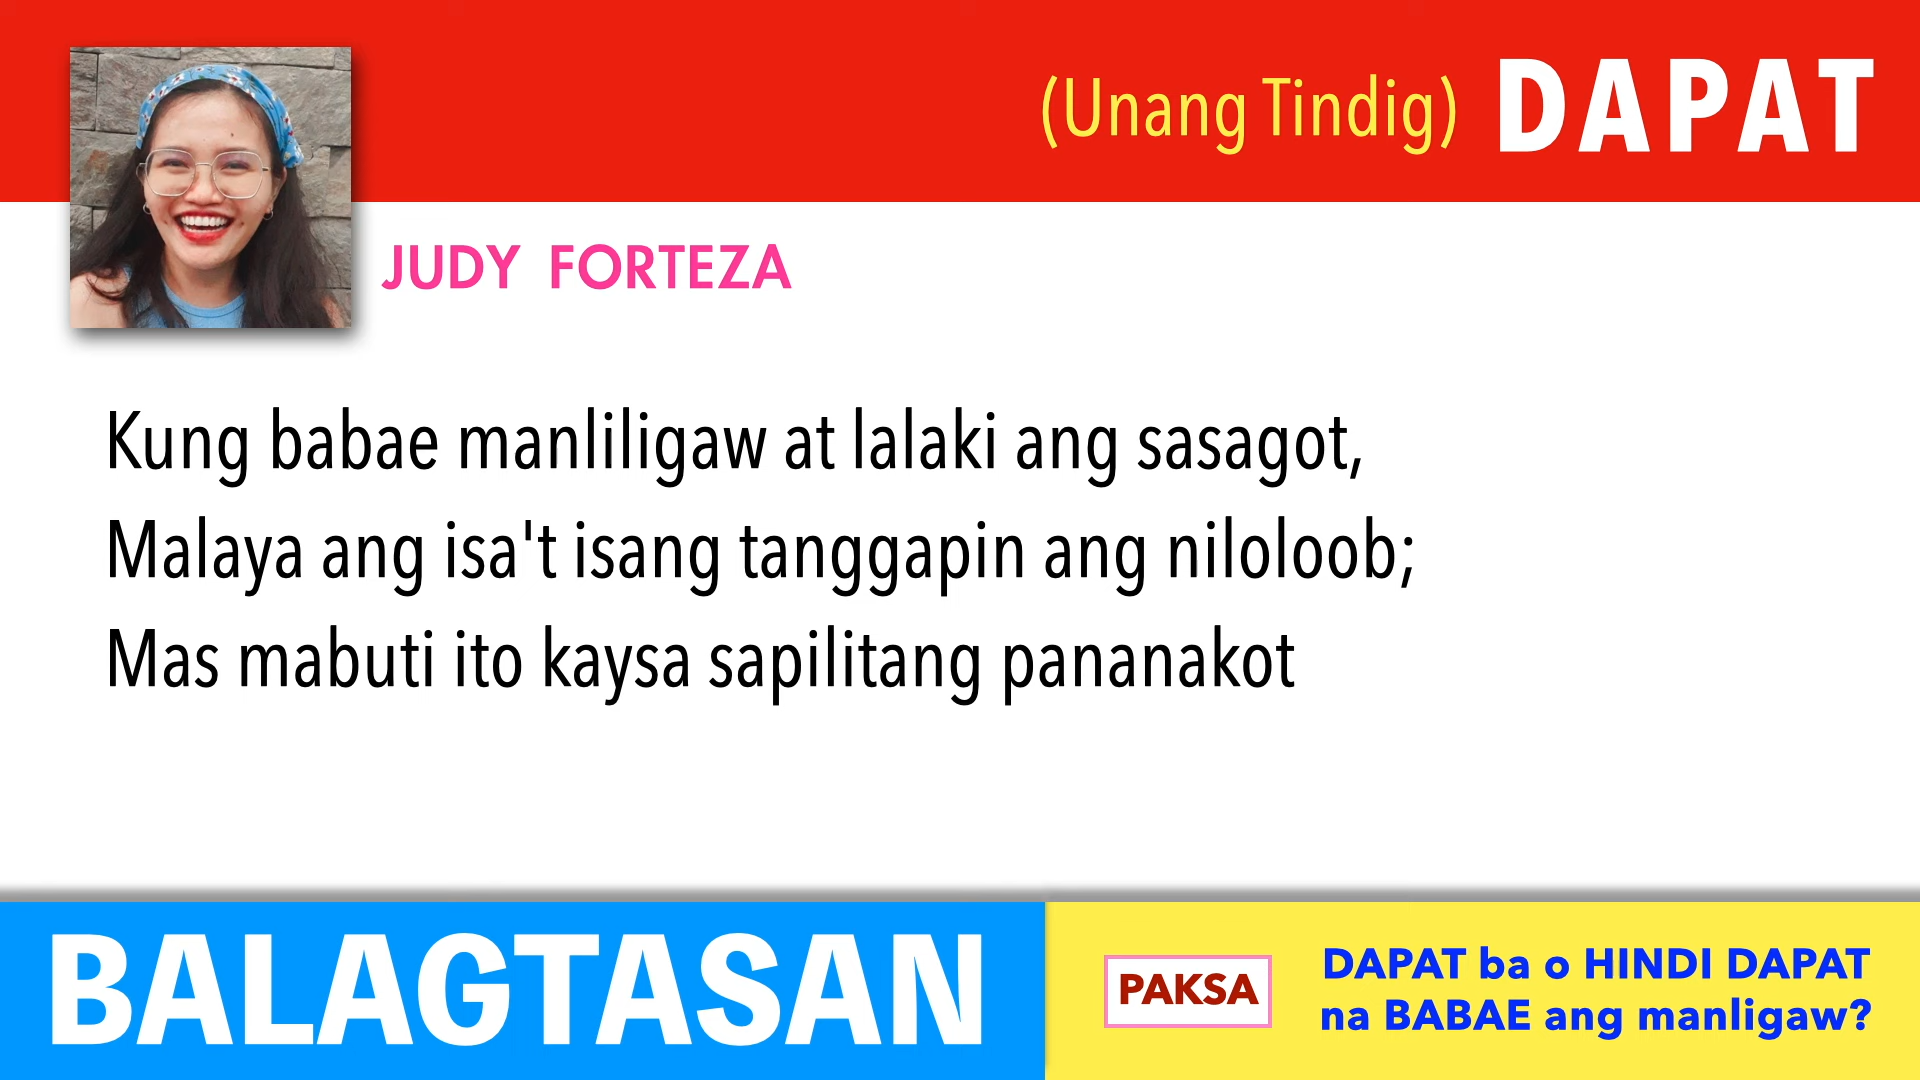 (Unang Tindig) DAPAT
JUDY FORTEZA
Kung babae manliligaw at lalaki ang sasagot,
Malaya ang isa't isang tanggapin ang niloloob;
Mas mabuti ito kaysa sapilitang pananakot
BALAGTASAN
PAKSA
DAPAT ba o HINDI DAPAT
na BABAE ang manligaw?